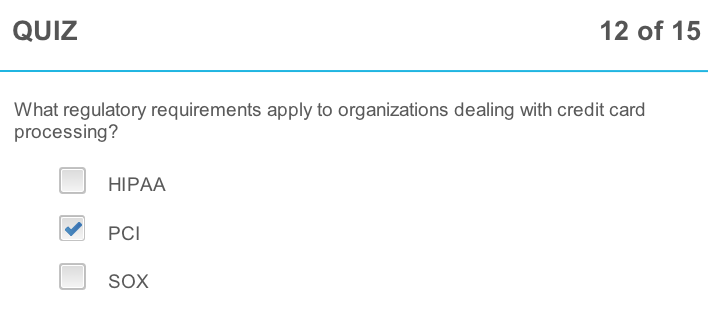 QUIZ 12 of 15
What regulatory requirements apply to organizations dealing with credit card
processing?
HIPAA
PCI
SOX